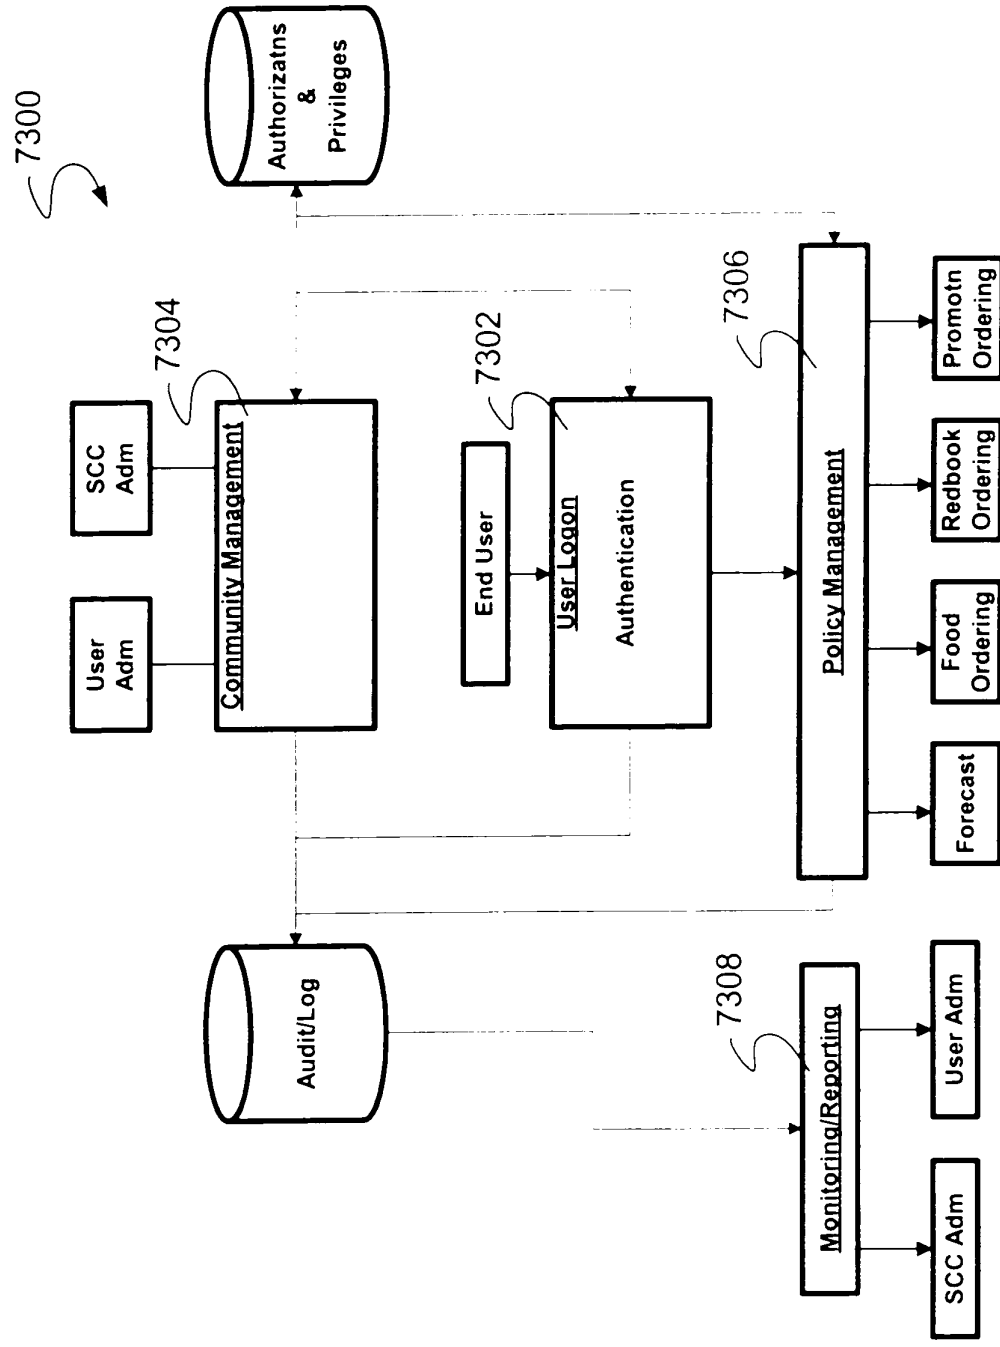 7300
User
Adm
SCC
Adm
7304
Community Management
Audit/Log
Authorizatns
&
Privileges
End User
7302
User Logon
Authentication
7308
Monitoring/Reporting
7306
Policy Management
SCC Adm
User Adm
Forecast
Food
Ordering
Redbook
Ordering
Promotn
Ordering